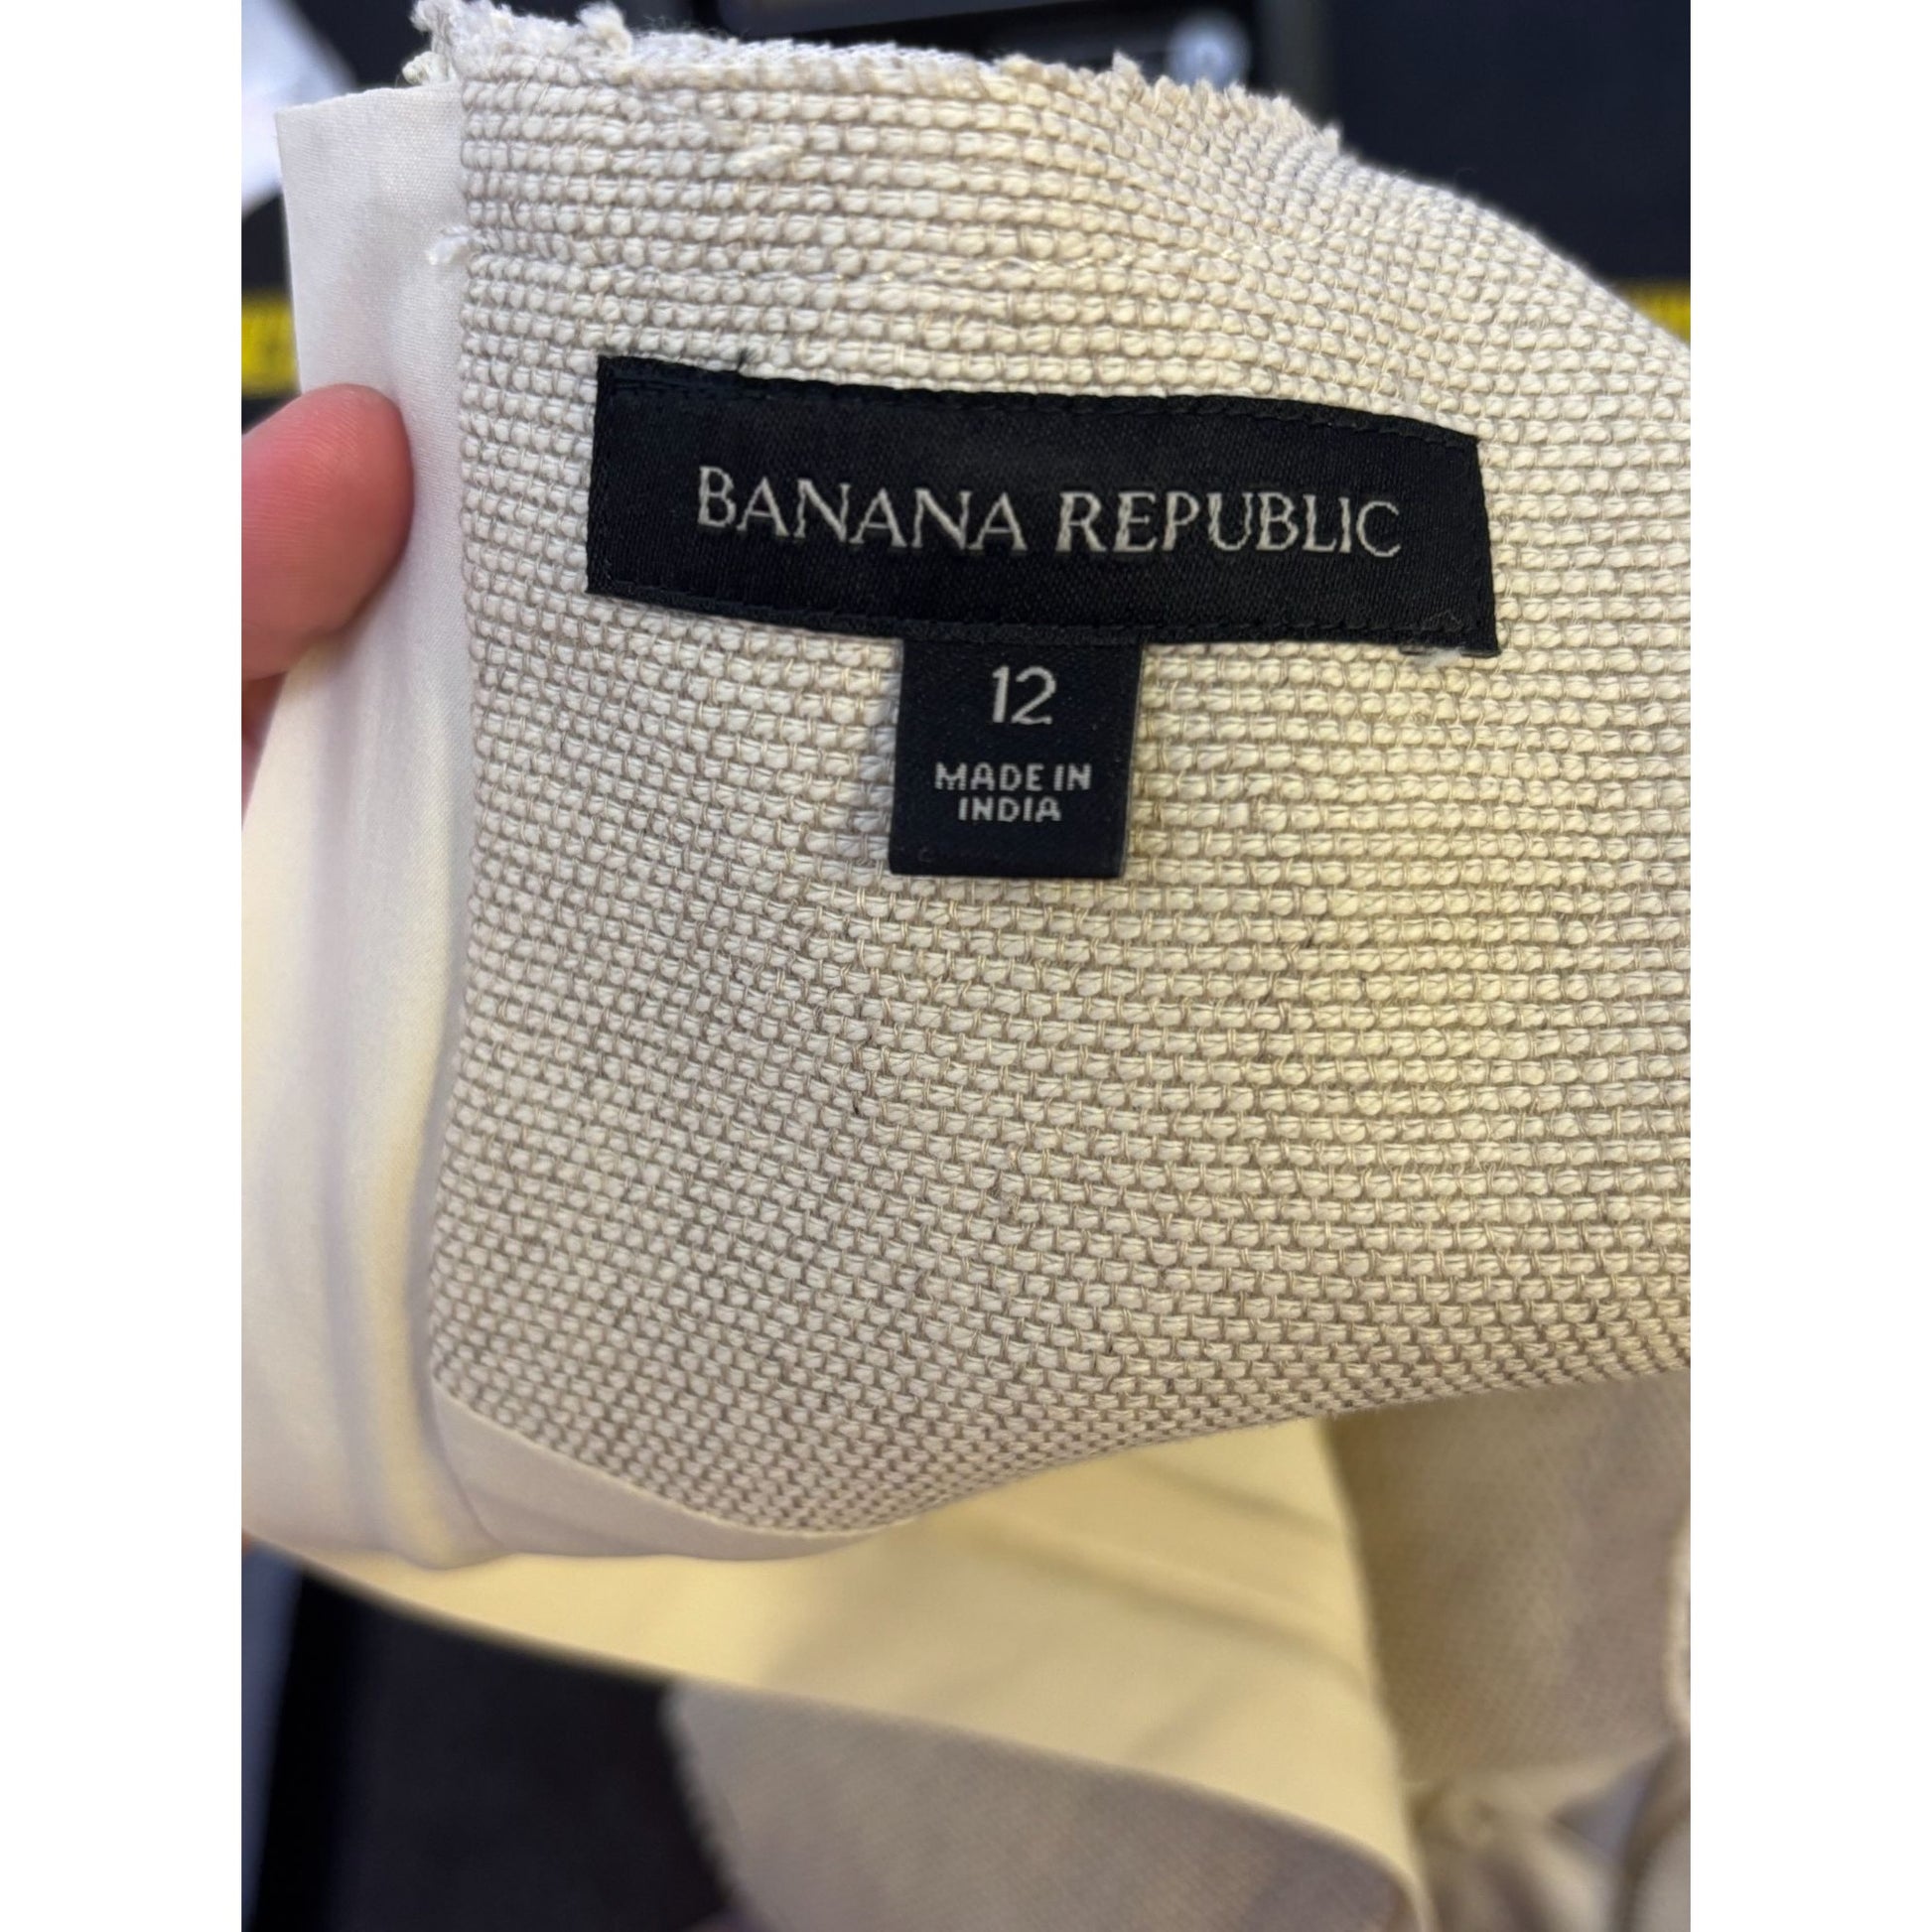 BANANA REPUBLIC
12
MADE IN
INDIA